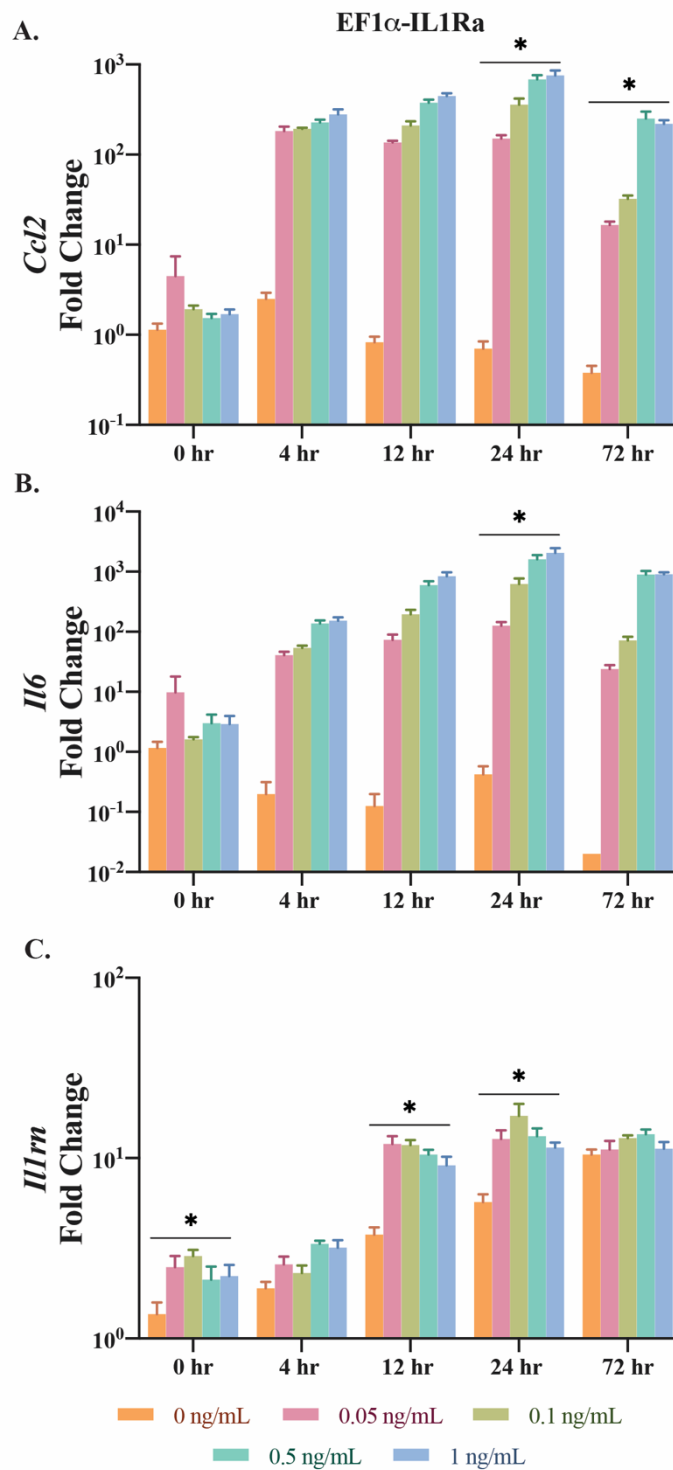 A.
EF1α-IL1Ra
Ccl2
Fold Change
10³
10²
10¹
10⁰
10⁻¹
*
*
0 hr 4 hr 12 hr 24 hr 72 hr
B.
Il6
Fold Change
10⁴
10³
10²
10¹
10⁰
10⁻¹
10⁻²
*
0 hr 4 hr 12 hr 24 hr 72 hr
C.
Il1rn
Fold Change
10²
10¹
10⁰
*
*
*
0 hr 4 hr 12 hr 24 hr 72 hr
0 ng/mL 0.05 ng/mL 0.1 ng/mL
0.5 ng/mL 1 ng/mL